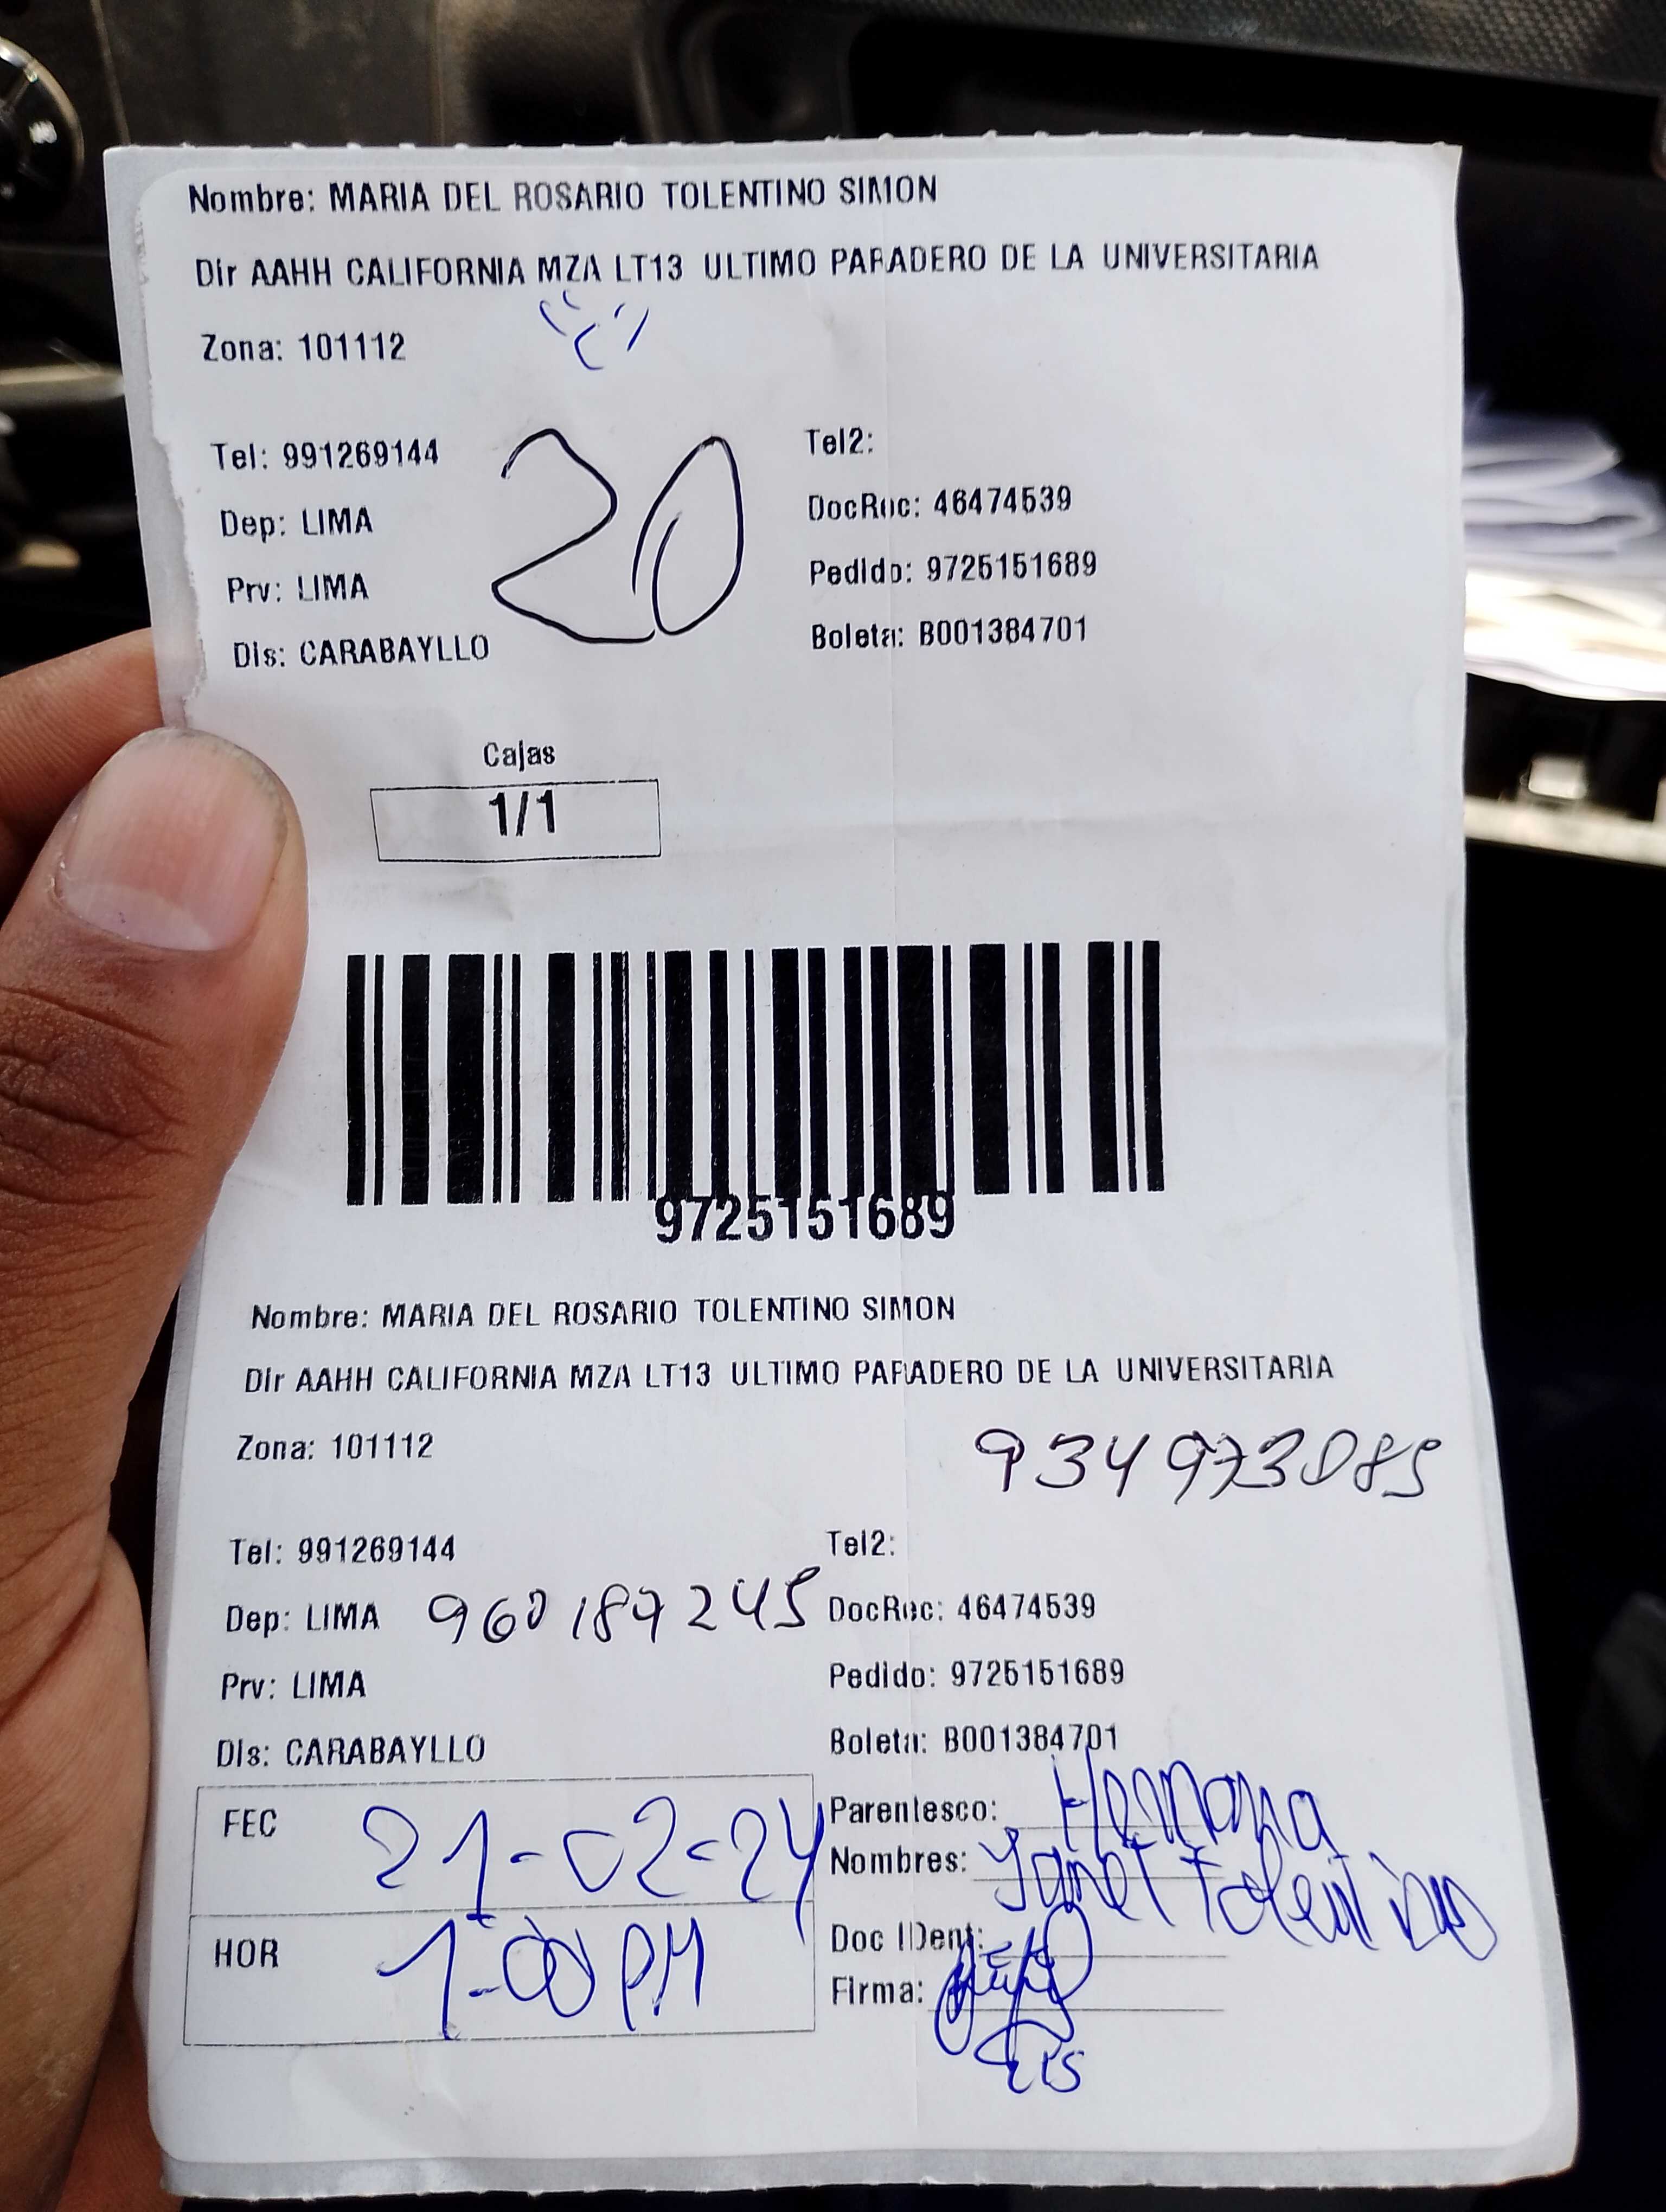 Nombre: MARIA DEL ROSARIO TOLENTINO SIMON
Dir AAHH CALIFORNIA MZA LT13 ULTIMO PARADERO DE LA UNIVERSITARIA
Zona: 101112
20
Tel: 991269144 Tel2:
Dep: LIMA DocRec: 46474539
Prv: LIMA Pedido: 9725151689
Dis: CARABAYLLO Boleta: B001384701
Cajas
1/1
9725151689
Nombre: MARIA DEL ROSARIO TOLENTINO SIMON
Dir AAHH CALIFORNIA MZA LT13 ULTIMO PARADERO DE LA UNIVERSITARIA
Zona: 101112
934973085
Tel: 991269144 Tel2:
Dep: LIMA 960189245 DocRec: 46474539
Prv: LIMA Pedido: 9725151689
Dis: CARABAYLLO Boleta: B001384701
FEC 21-02-24 Parentesco: Hermana
Nombres: Yanet Tolentino
HOR 1-00 PM Doc IDent:
Firma: